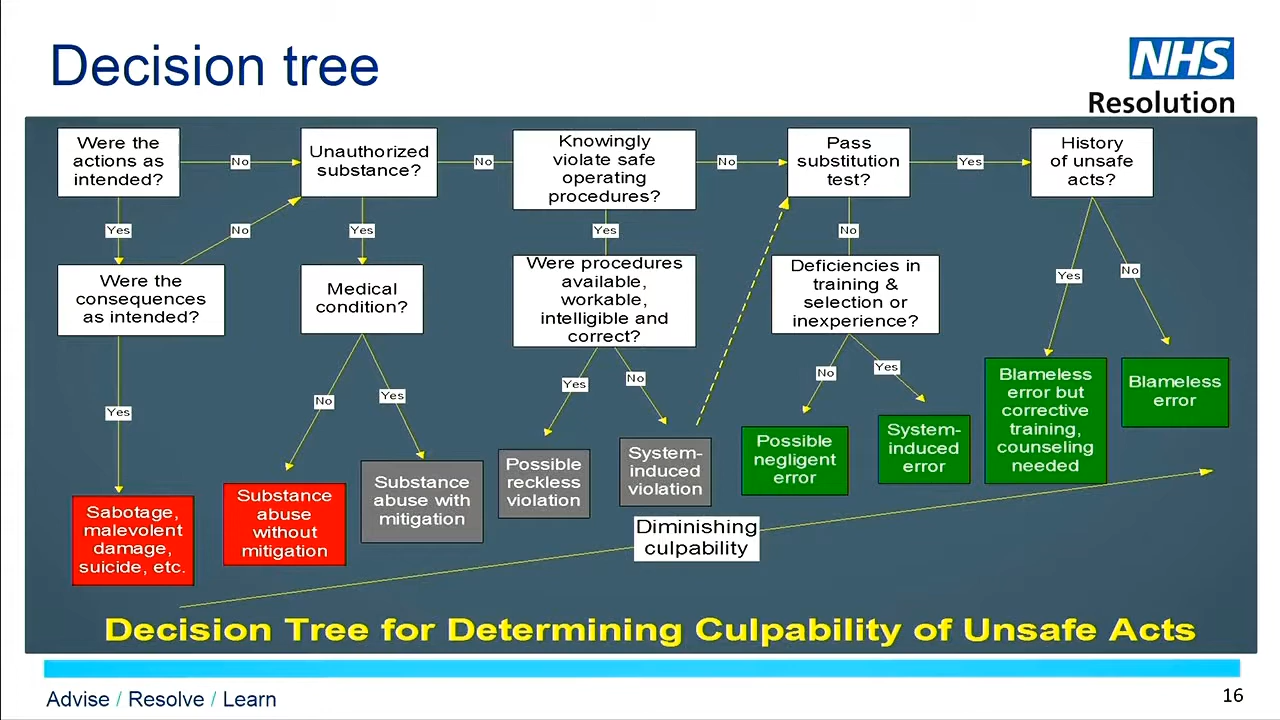 Decision tree
NHS
Resolution
Were the
actions as
intended?
No
Unauthorized
substance?
No
Knowingly
violate safe
operating
procedures?
No
Pass
substitution
test?
Yes
History
of unsafe
acts?
Yes
No
Yes
Yes
No
Yes
No
Were the
consequences
as intended?
Medical
condition?
Were procedures
available,
workable,
intelligible and
correct?
Deficiencies in
training &
selection or
inexperience?
Yes
No
Yes
Yes
No
No
Yes
Sabotage,
malevolent
damage,
suicide, etc.
Substance
abuse
without
mitigation
Substance
abuse with
mitigation
Possible
reckless
violation
System-
induced
violation
Possible
negligent
error
System-
induced
error
Blameless
error but
corrective
training,
counseling
needed
Blameless
error
Diminishing
culpability
Decision Tree for Determining Culpability of Unsafe Acts
Advise / Resolve / Learn
16